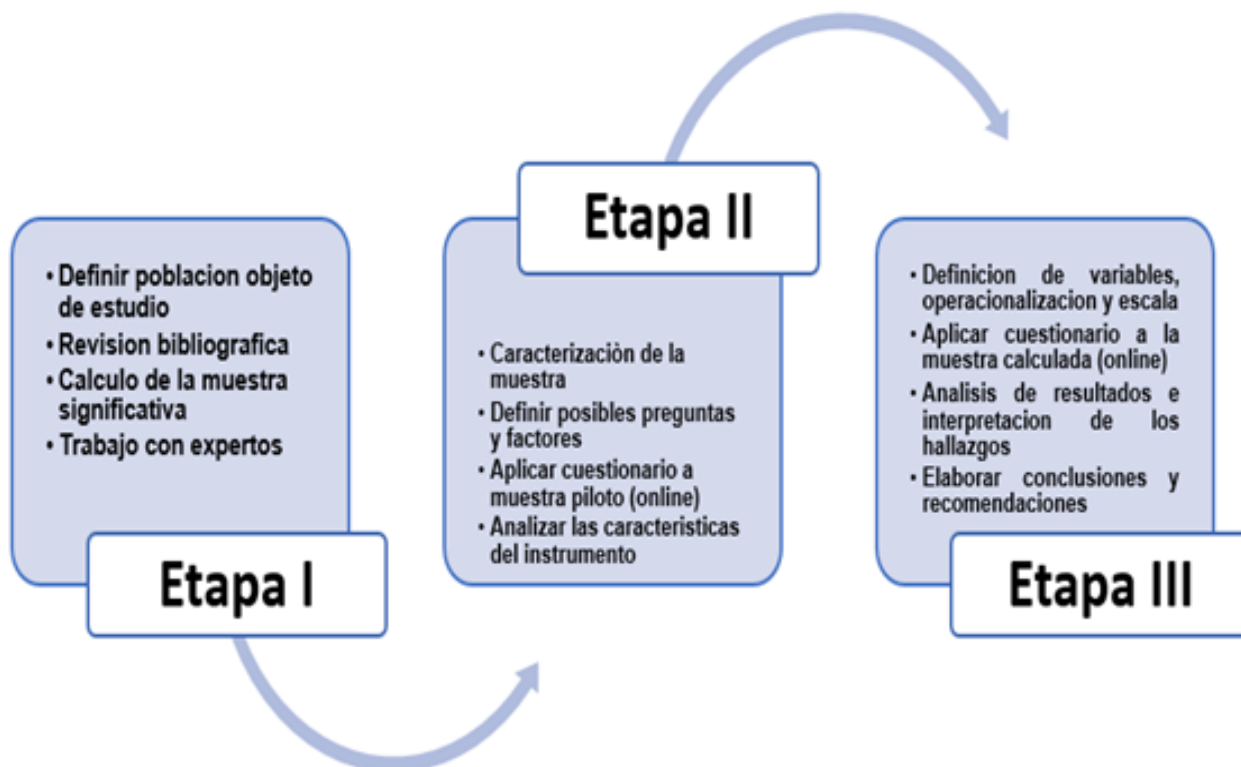 • Definir poblacion objeto
de estudio
• Revision bibliografica
• Calculo de la muestra
significativa
• Trabajo con expertos
Etapa I
Etapa II
• Caracterizaciòn de la
muestra
• Definir posibles preguntas
y factores
• Aplicar cuestionario a
muestra piloto (online)
• Analizar las caracteristicas
del instrumento
• Definicion de variables,
operacionalizacion y escala
• Aplicar cuestionario a la
muestra calculada (online)
• Analisis de resultados e
interpretacion de los
hallazgos
• Elaborar conclusiones y
recomendaciones
Etapa III